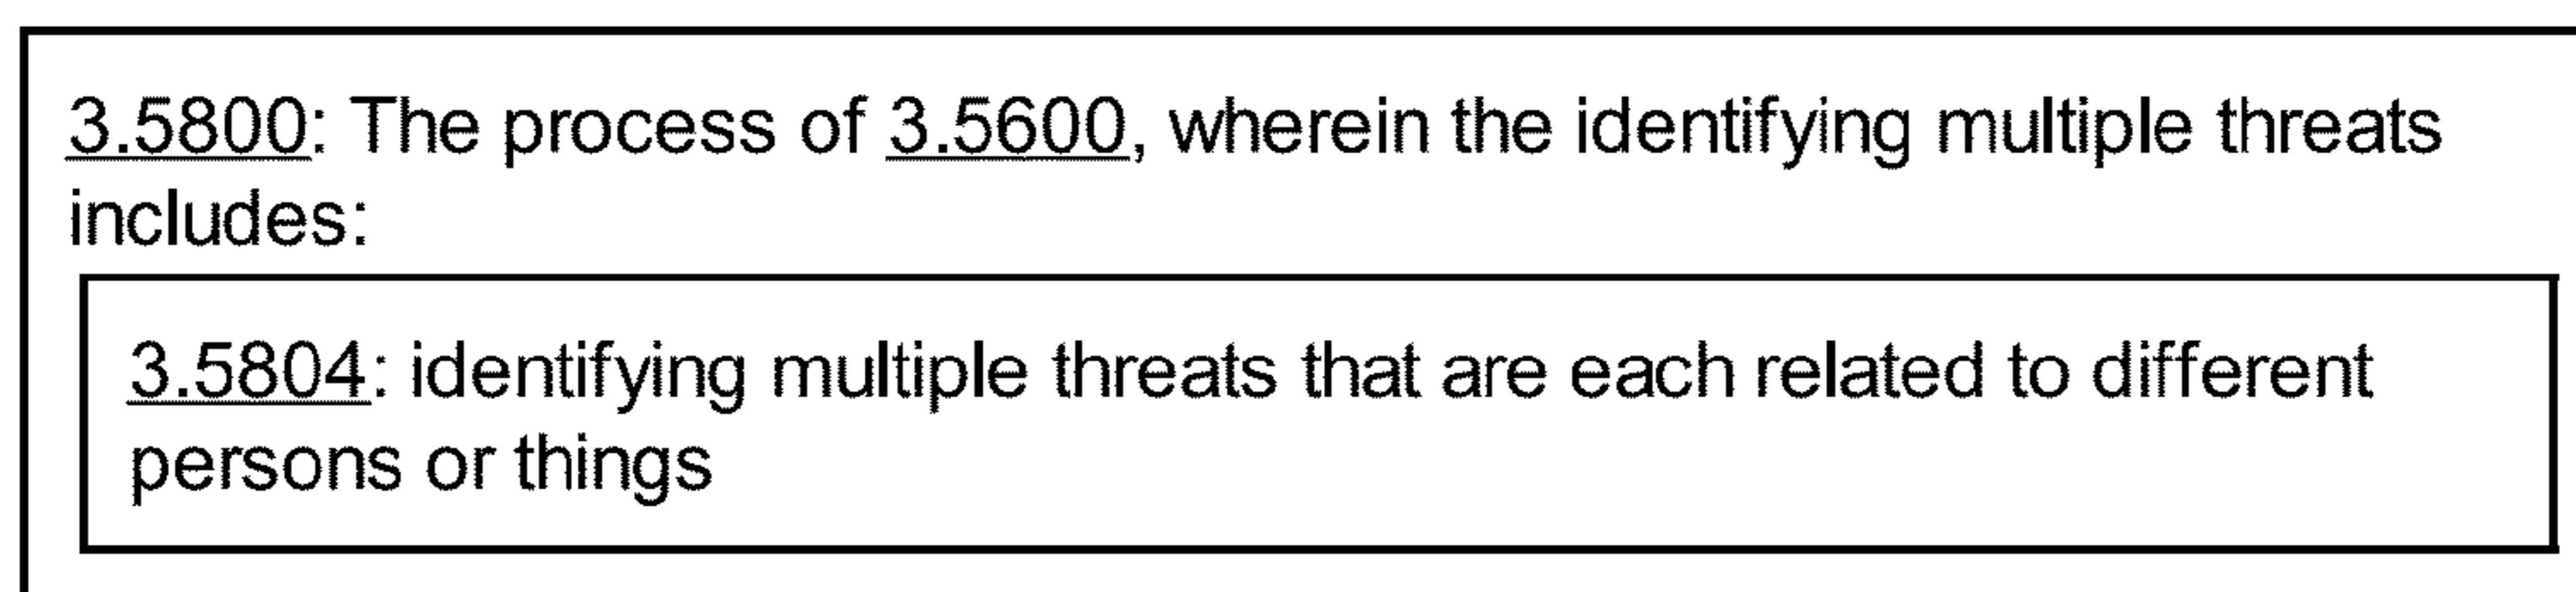 3.5800: The process of 3.5600, wherein the identifying multiple threats
includes:
3.5804: identifying multiple threats that are each related to different
persons or things